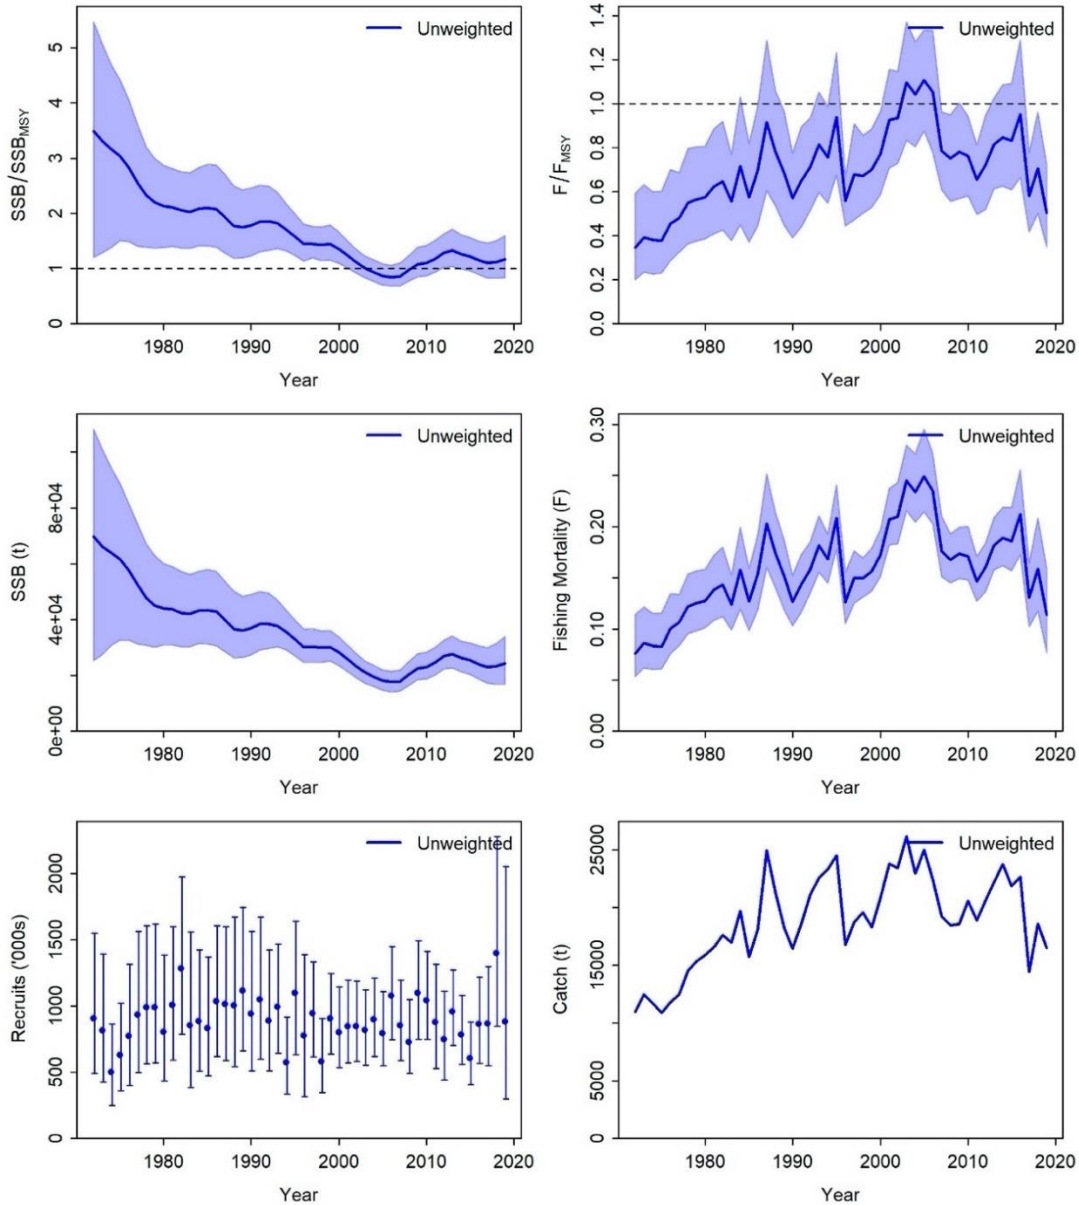 SSB/SSBMSY
5
4
3
2
1
0
Unweighted
1980
1990
2000
2010
2020
Year
F/FMSY
1.4
1.2
1.0
0.8
0.6
0.4
0.2
0.0
Unweighted
1980
1990
2000
2010
2020
Year
SSB (t)
8e+04
4e+04
0e+00
Unweighted
1980
1990
2000
2010
2020
Year
Fishing Mortality (F)
0.30
0.20
0.10
0.00
Unweighted
1980
1990
2000
2010
2020
Year
Recruits ('000s)
2000
1500
1000
500
0
Unweighted
1980
1990
2000
2010
2020
Year
Catch (t)
25000
15000
5000
0
Unweighted
1980
1990
2000
2010
2020
Year